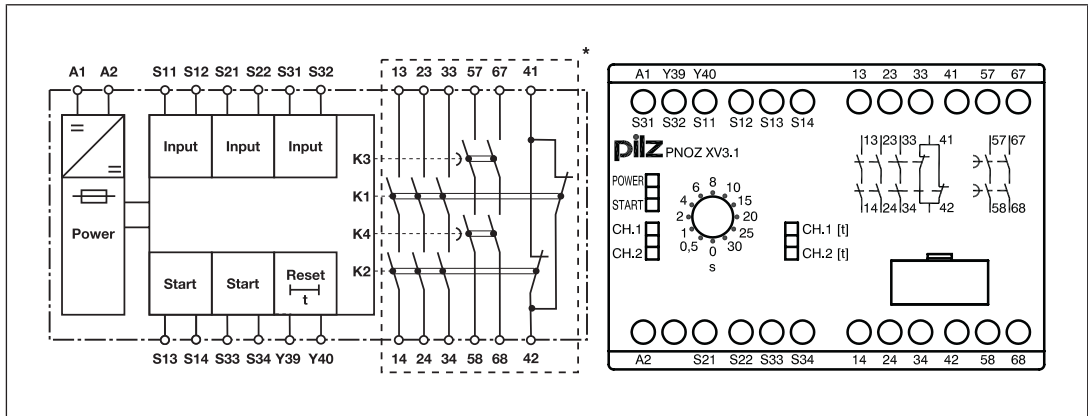 A1 A2 S11 S12 S21 S22 S31 S32 13 23 33 57 67 41 *
=
=
Input Input Input
Power
K3
K1
K4
K2
Start Start Reset
t
S13 S14 S33 S34 Y39 Y40 14 24 34 58 68 42
A1 Y39 Y40 13 23 33 41 57 67
S31 S32 S11 S12 S13 S14
pilz PNOZ XV3.1
13 23 33 41 57 67
14 24 34 42 58 68
POWER
START
CH.1
CH.2
0 0,5 1 2 4 6 8 10 15 20 25 30
s
CH.1 [t]
CH.2 [t]
A2 S21 S22 S33 S34 14 24 34 42 58 68